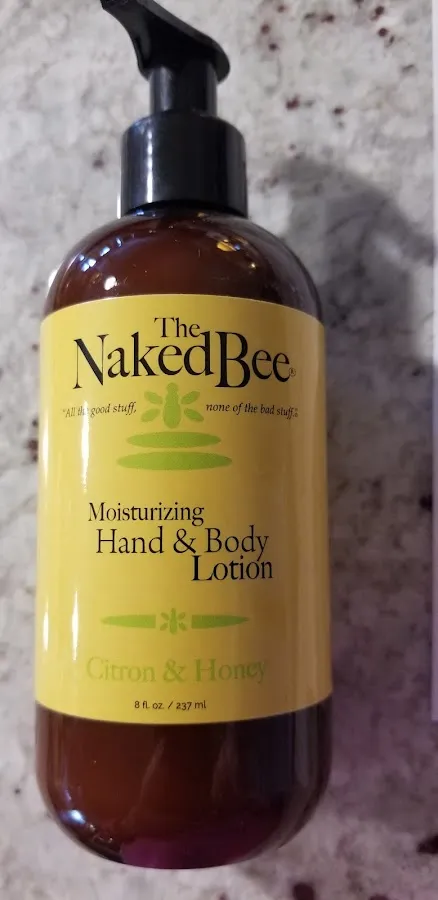 The
NakedBee®
"All the good stuff, none of the bad stuff."®
Moisturizing
Hand & Body
Lotion
Citron & Honey
8 fl. oz. / 237 ml